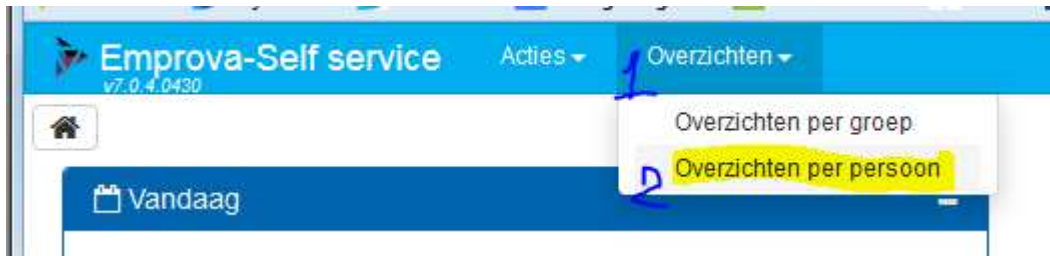 Emprova-Self service Acties Overzichten
v7.0.4.0430
1
Overzichten per groep
2 Overzichten per persoon
Vandaag